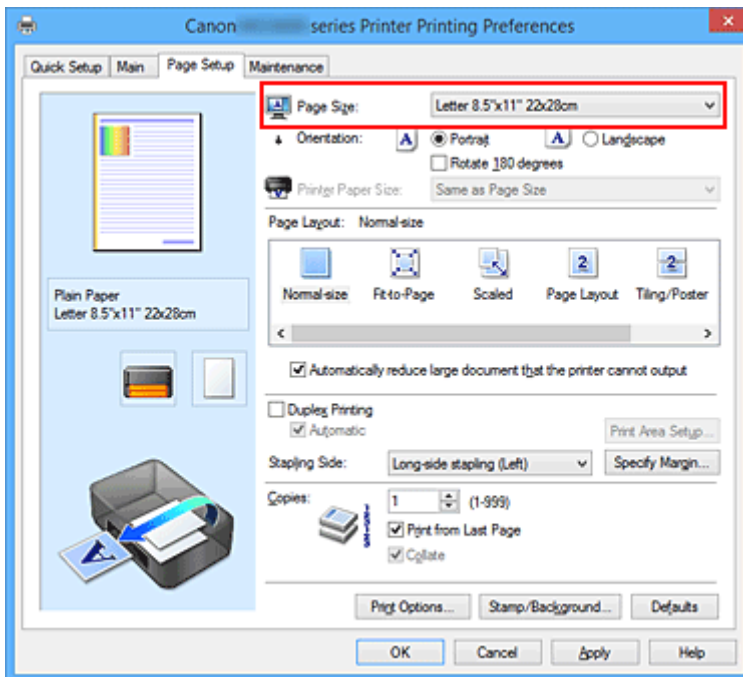 Canon series Printer Printing Preferences
Quick Setup Main Page Setup Maintenance
Page Size: Letter 8.5"x11" 22x28cm
Orientation: A Portrait A Landscape
Rotate 180 degrees
Printer Paper Size: Same as Page Size
Page Layout: Normal-size
Normal-size Fit-to-Page Scaled Page Layout Tiling/Poster
Plain Paper
Letter 8.5"x11" 22x28cm
Automatically reduce large document that the printer cannot output
Duplex Printing
Automatic Print Area Setup...
Stapling Side: Long-side stapling (Left) Specify Margin...
Copies: 1 (1-999)
Print from Last Page
Collate
Print Options... Stamp/Background... Defaults
OK Cancel Apply Help